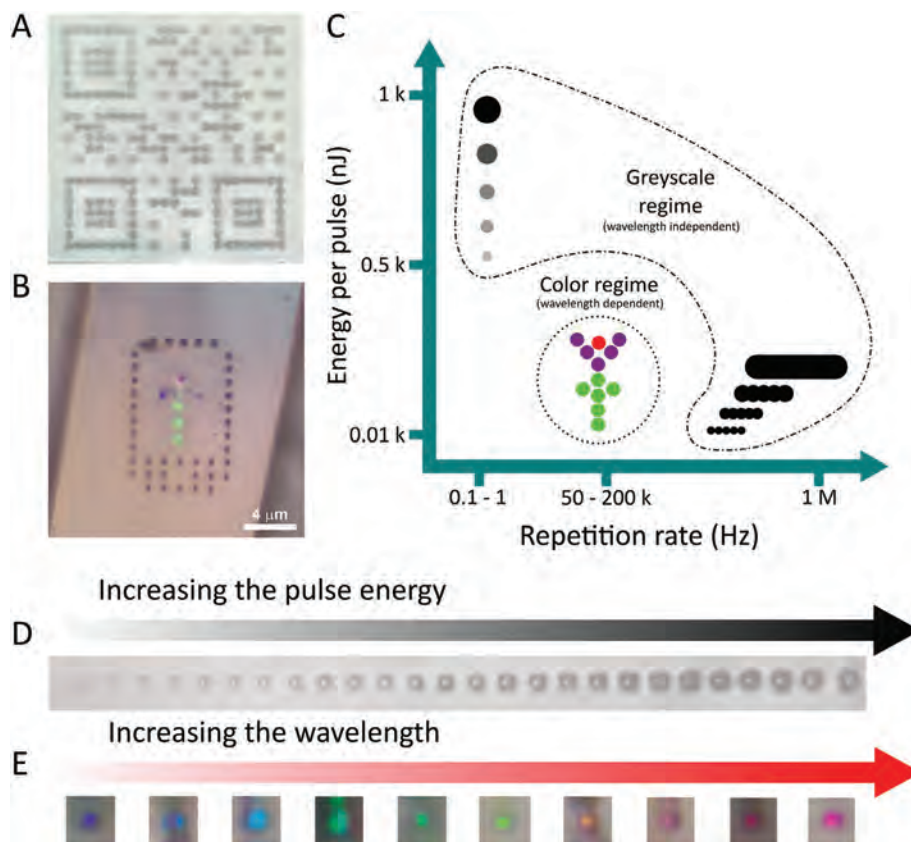 A
B
4 μm
C
Energy per pulse (nJ)
1 k
0.5 k
0.01 k
Greyscale
regime
(wavelength independent)
Color regime
(wavelength dependent)
0.1 - 1
50 - 200 k
1 M
Repetition rate (Hz)
Increasing the pulse energy
D
Increasing the wavelength
E